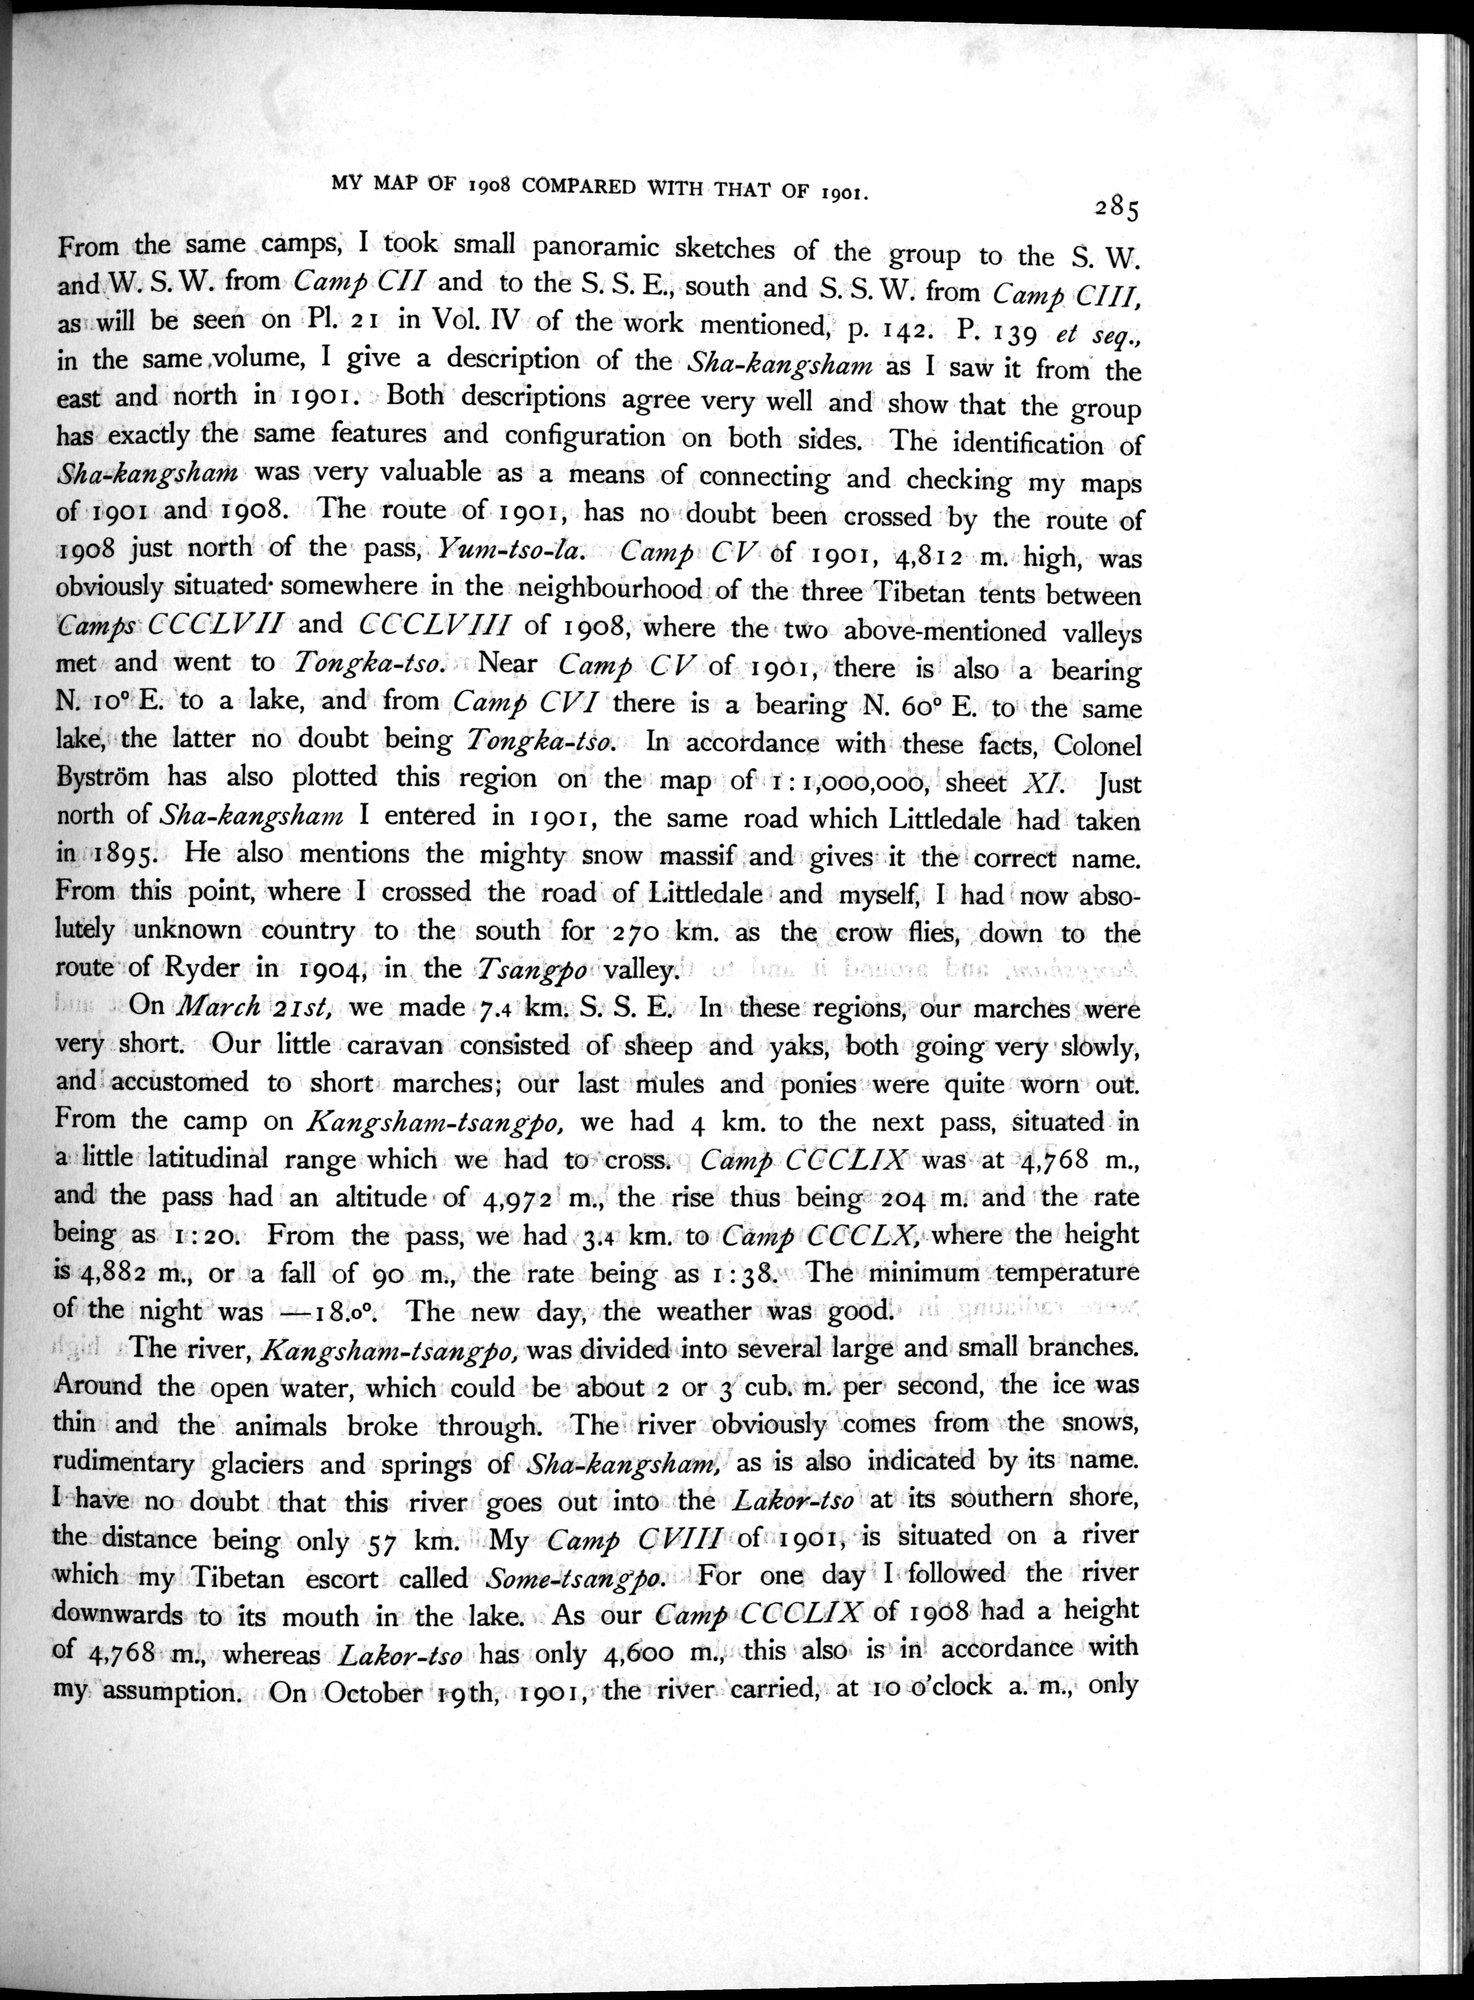 MY MAP OF 1908 COMPARED WITH THAT OF 1901.
285
From the same camps, I took small panoramic sketches of the group to the S. W.
and W. S. W. from Camp CII and to the S. S. E., south and S. S. W. from Camp CIII,
as will be seen on Pl. 21 in Vol. IV of the work mentioned, p. 142. P. 139 et seq.,
in the same volume, I give a description of the Sha-kangsham as I saw it from the
east and north in 1901. Both descriptions agree very well and show that the group
has exactly the same features and configuration on both sides. The identification of
Sha-kangsham was very valuable as a means of connecting and checking my maps
of 1901 and 1908. The route of 1901, has no doubt been crossed by the route of
1908 just north of the pass, Yum-tso-la. Camp CV of 1901, 4,812 m. high, was
obviously situated somewhere in the neighbourhood of the three Tibetan tents between
Camps CCCLVII and CCCLVIII of 1908, where the two above-mentioned valleys
met and went to Tongka-tso. Near Camp CV of 1901, there is also a bearing
N. 10° E. to a lake, and from Camp CVI there is a bearing N. 60° E. to the same
lake, the latter no doubt being Tongka-tso. In accordance with these facts, Colonel
Byström has also plotted this region on the map of 1:1,000,000, sheet XI. Just
north of Sha-kangsham I entered in 1901, the same road which Littledale had taken
in 1895. He also mentions the mighty snow massif and gives it the correct name.
From this point, where I crossed the road of Littledale and myself, I had now abso-
lutely unknown country to the south for 270 km. as the crow flies, down to the
route of Ryder in 1904, in the Tsangpo valley.
On March 21st, we made 7.4 km. S. S. E. In these regions, our marches were
very short. Our little caravan consisted of sheep and yaks, both going very slowly,
and accustomed to short marches; our last mules and ponies were quite worn out.
From the camp on Kangsham-tsangpo, we had 4 km. to the next pass, situated in
a little latitudinal range which we had to cross. Camp CCCLIX was at 4,768 m.,
and the pass had an altitude of 4,972 m., the rise thus being 204 m. and the rate
being as 1:20. From the pass, we had 3.4 km. to Camp CCCLX, where the height
is 4,882 m., or a fall of 90 m., the rate being as 1:38. The minimum temperature
of the night was —18.0°. The new day, the weather was good.
The river, Kangsham-tsangpo, was divided into several large and small branches.
Around the open water, which could be about 2 or 3 cub. m. per second, the ice was
thin and the animals broke through. The river obviously comes from the snows,
rudimentary glaciers and springs of Sha-kangsham, as is also indicated by its name.
I have no doubt that this river goes out into the Lakor-tso at its southern shore,
the distance being only 57 km. My Camp CVIII of 1901, is situated on a river
which my Tibetan escort called Some-tsangpo. For one day I followed the river
downwards to its mouth in the lake. As our Camp CCCLIX of 1908 had a height
of 4,768 m., whereas Lakor-tso has only 4,600 m., this also is in accordance with
my assumption. On October 19th, 1901, the river carried, at 10 o'clock a. m., only